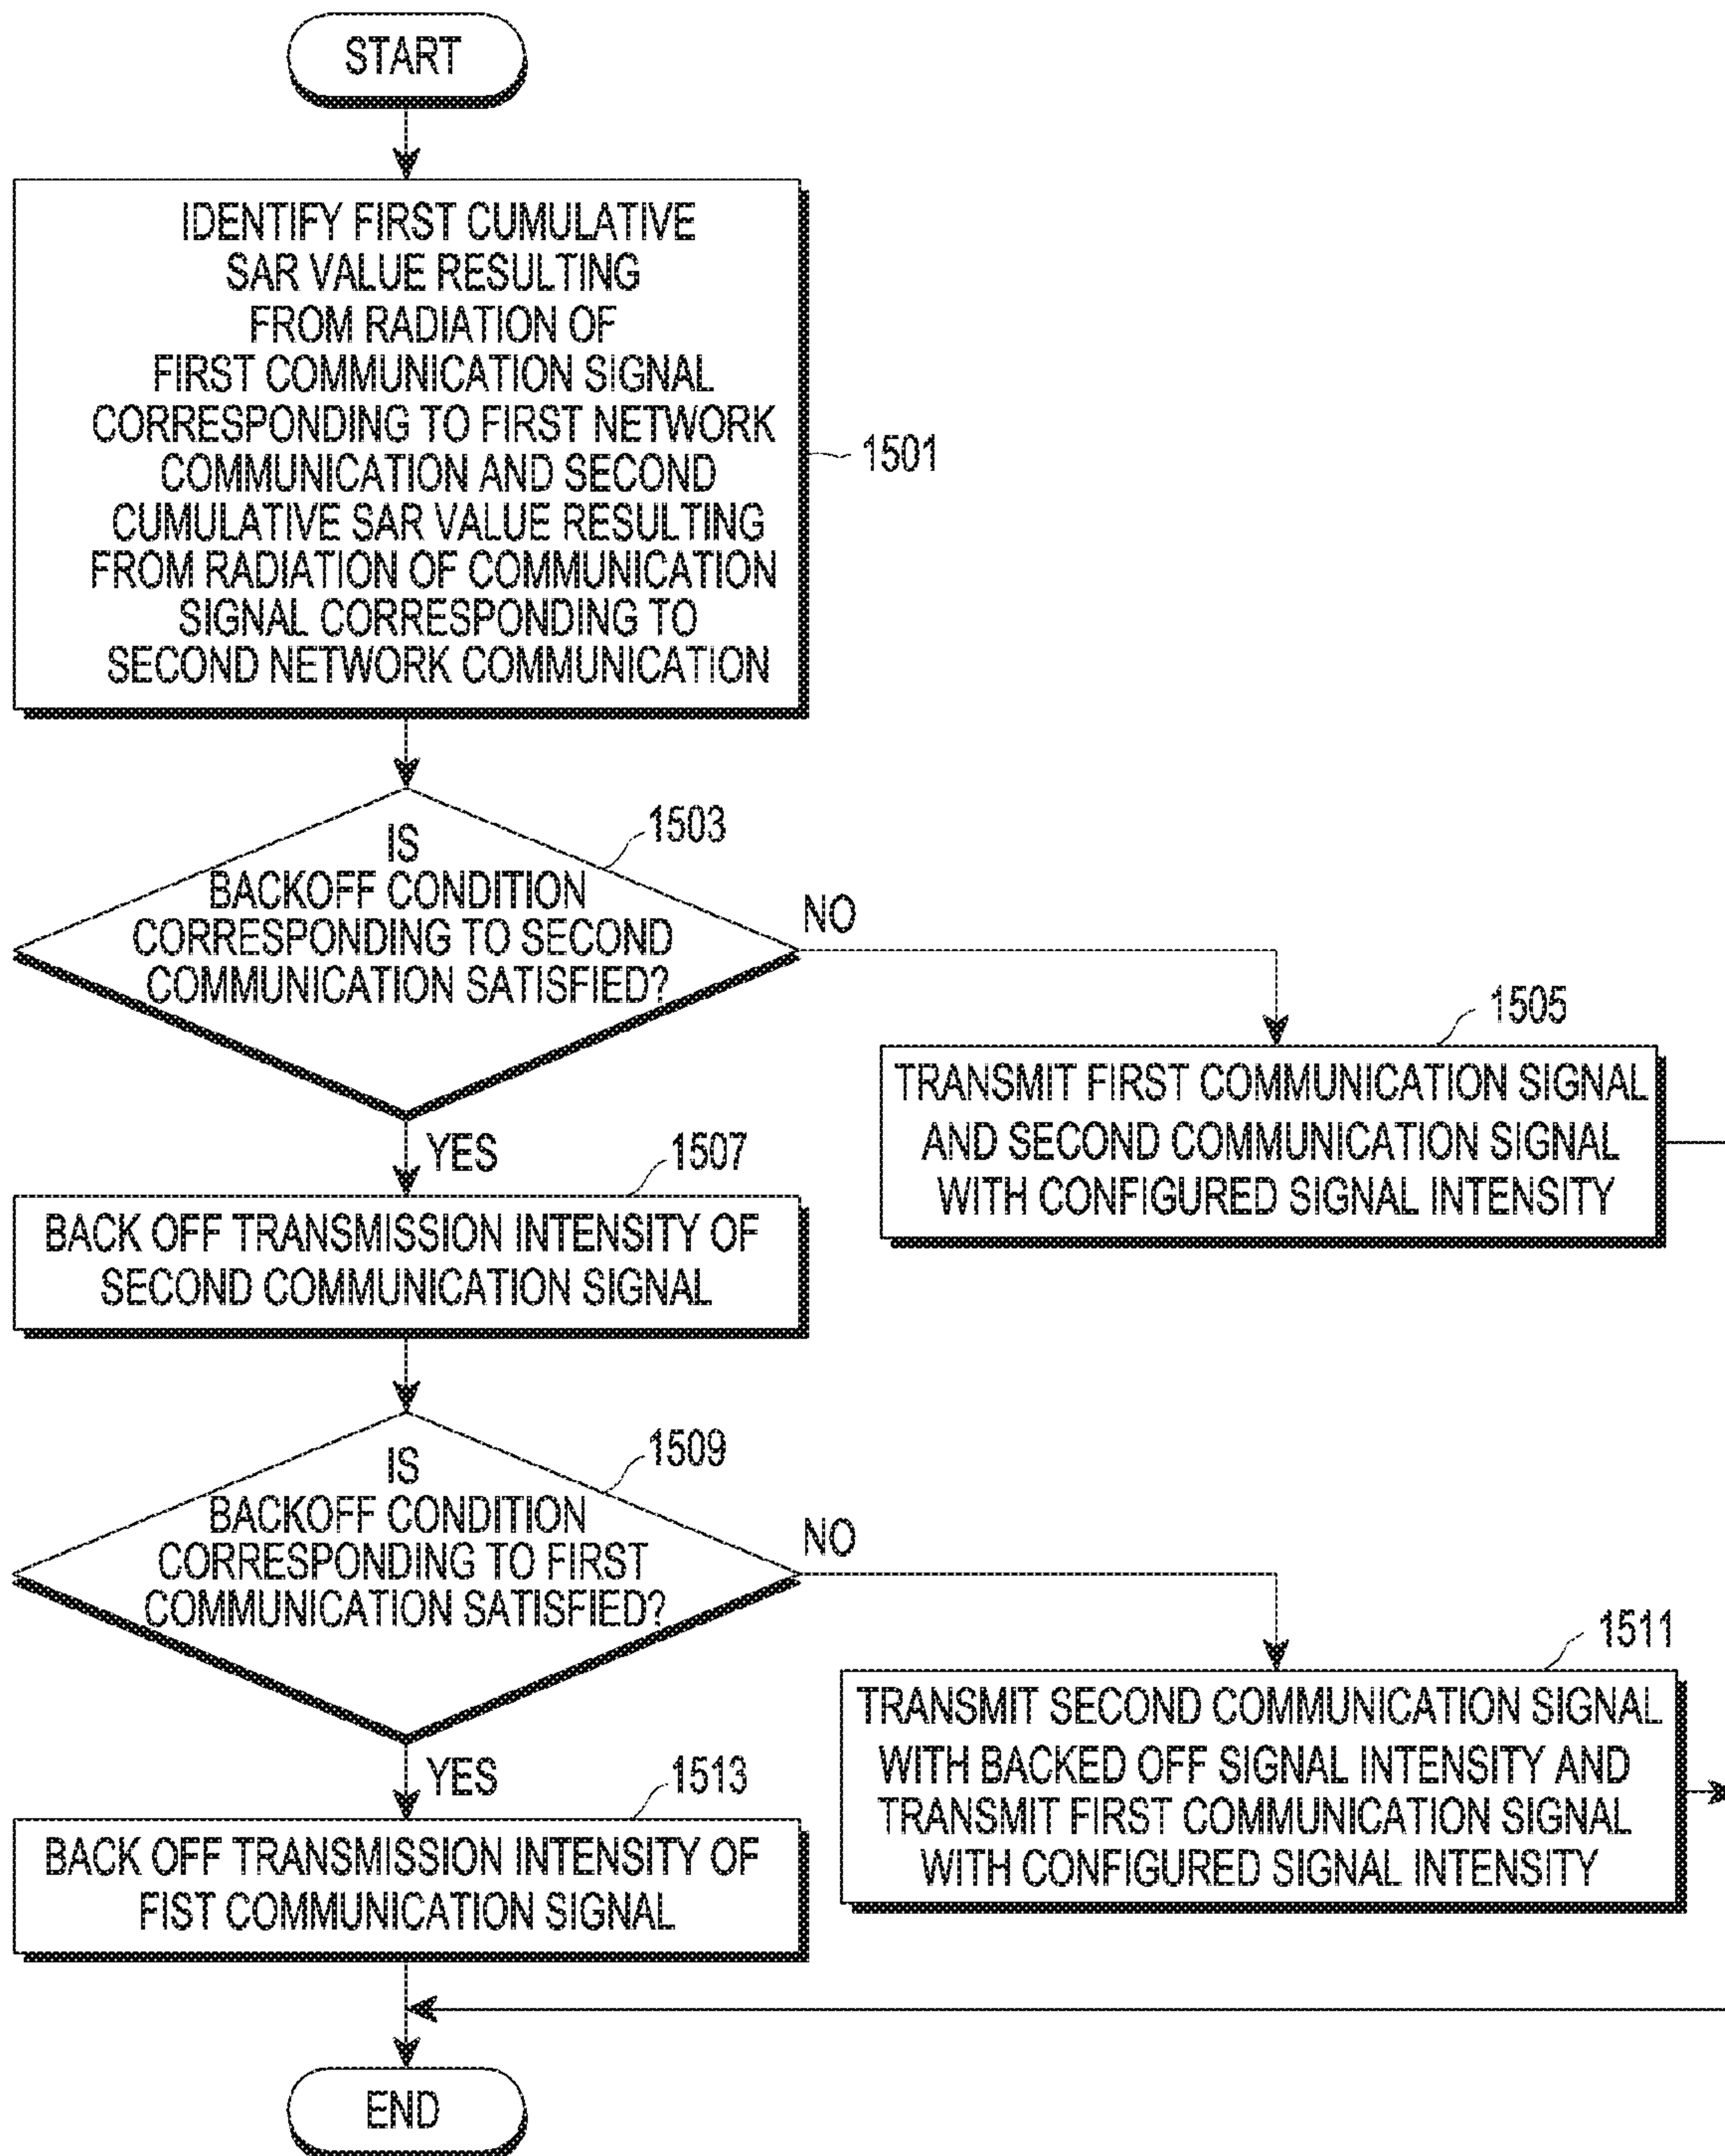 START
IDENTIFY FIRST CUMULATIVE
SAR VALUE RESULTING
FROM RADIATION OF
FIRST COMMUNICATION SIGNAL
CORRESPONDING TO FIRST NETWORK
COMMUNICATION AND SECOND
CUMULATIVE SAR VALUE RESULTING
FROM RADIATION OF COMMUNICATION
SIGNAL CORRESPONDING TO
SECOND NETWORK COMMUNICATION
1501
IS
BACKOFF CONDITION
CORRESPONDING TO SECOND
COMMUNICATION SATISFIED?
1503
NO
1505
TRANSMIT FIRST COMMUNICATION SIGNAL
AND SECOND COMMUNICATION SIGNAL
WITH CONFIGURED SIGNAL INTENSITY
YES
1507
BACK OFF TRANSMISSION INTENSITY OF
SECOND COMMUNICATION SIGNAL
IS
BACKOFF CONDITION
CORRESPONDING TO FIRST
COMMUNICATION SATISFIED?
1509
NO
1511
TRANSMIT SECOND COMMUNICATION SIGNAL
WITH BACKED OFF SIGNAL INTENSITY AND
TRANSMIT FIRST COMMUNICATION SIGNAL
WITH CONFIGURED SIGNAL INTENSITY
YES
1513
BACK OFF TRANSMISSION INTENSITY OF
FIST COMMUNICATION SIGNAL
END